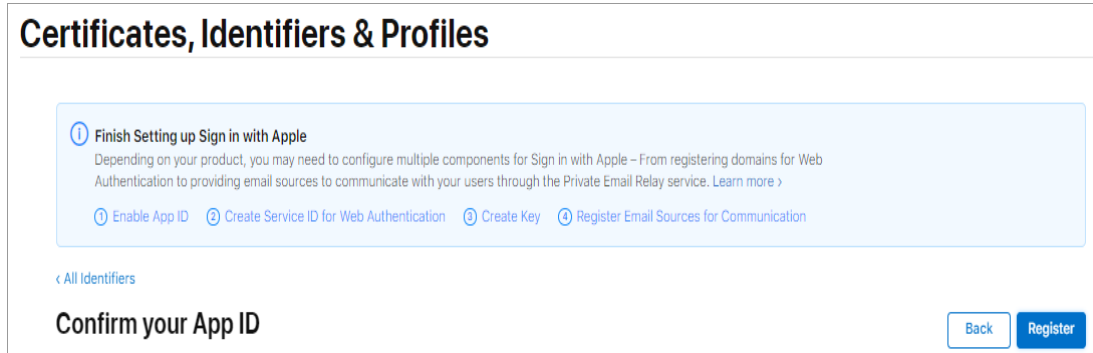 Certificates, Identifiers & Profiles
Finish Setting up Sign in with Apple
Depending on your product, you may need to configure multiple components for Sign in with Apple – From registering domains for Web
Authentication to providing email sources to communicate with your users through the Private Email Relay service. Learn more ›
1 Enable App ID 2 Create Service ID for Web Authentication 3 Create Key 4 Register Email Sources for Communication
‹ All Identifiers
Confirm your App ID
Back Register